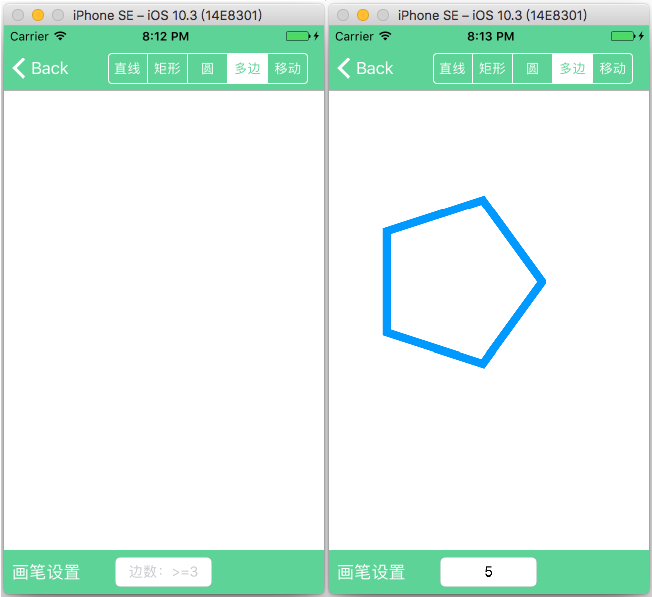 iPhone SE – iOS 10.3 (14E8301)
Carrier 8:12 PM
Back 直线 矩形 圆 多边 移动
画笔设置 边数：>=3
iPhone SE – iOS 10.3 (14E8301)
Carrier 8:13 PM
Back 直线 矩形 圆 多边 移动
画笔设置 5